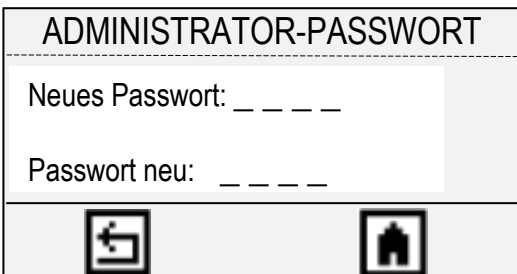 ADMINISTRATOR-PASSWORT
Neues Passwort: _ _ _ _
Passwort neu: _ _ _ _